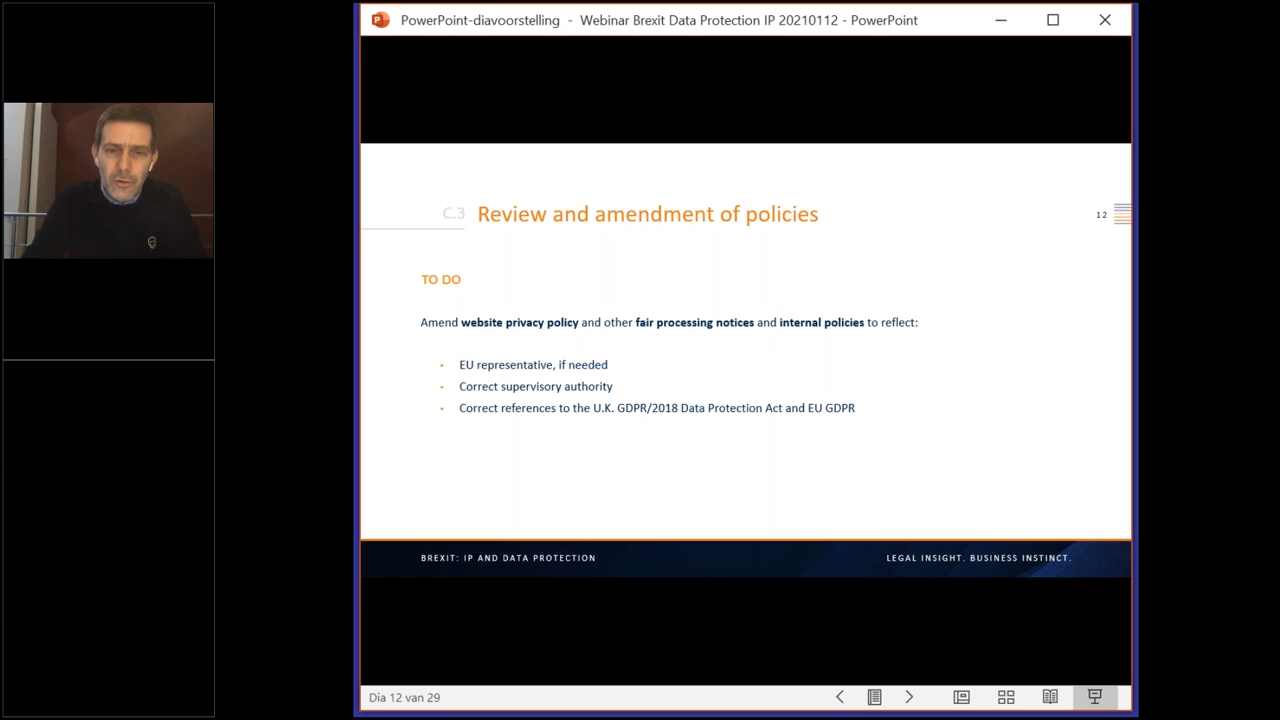 PowerPoint-diavoorstelling - Webinar Brexit Data Protection IP 20210112 - PowerPoint
C.3 Review and amendment of policies
12
TO DO
Amend website privacy policy and other fair processing notices and internal policies to reflect:
• EU representative, if needed
• Correct supervisory authority
• Correct references to the U.K. GDPR/2018 Data Protection Act and EU GDPR
BREXIT: IP AND DATA PROTECTION
LEGAL INSIGHT. BUSINESS INSTINCT.
Dia 12 van 29